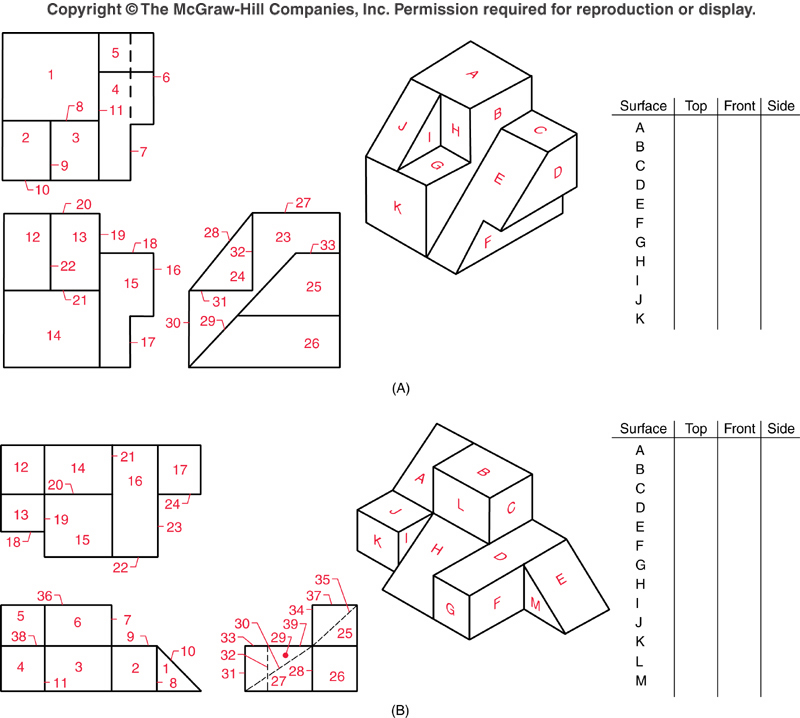 Copyright © The McGraw-Hill Companies, Inc. Permission required for reproduction or display.
1
5
4
6
8
11
2
3
7
9
10
20
12
13
19
18
22
16
15
21
14
17
27
28
32
23
33
24
31
25
30
29
26
A
B
J
I
H
C
G
E
D
K
F
Surface Top Front Side
A
B
C
D
E
F
G
H
I
J
K
(A)
12
14
21
16
17
20
24
13
19
15
23
18
22
36
5
6
7
38
9
10
4
3
2
1
11
8
35
37
34
30
39
33
29
25
32
31
28
27
26
A
B
L
C
J
K
I
H
D
E
G
F
M
Surface Top Front Side
A
B
C
D
E
F
G
H
I
J
K
L
M
(B)